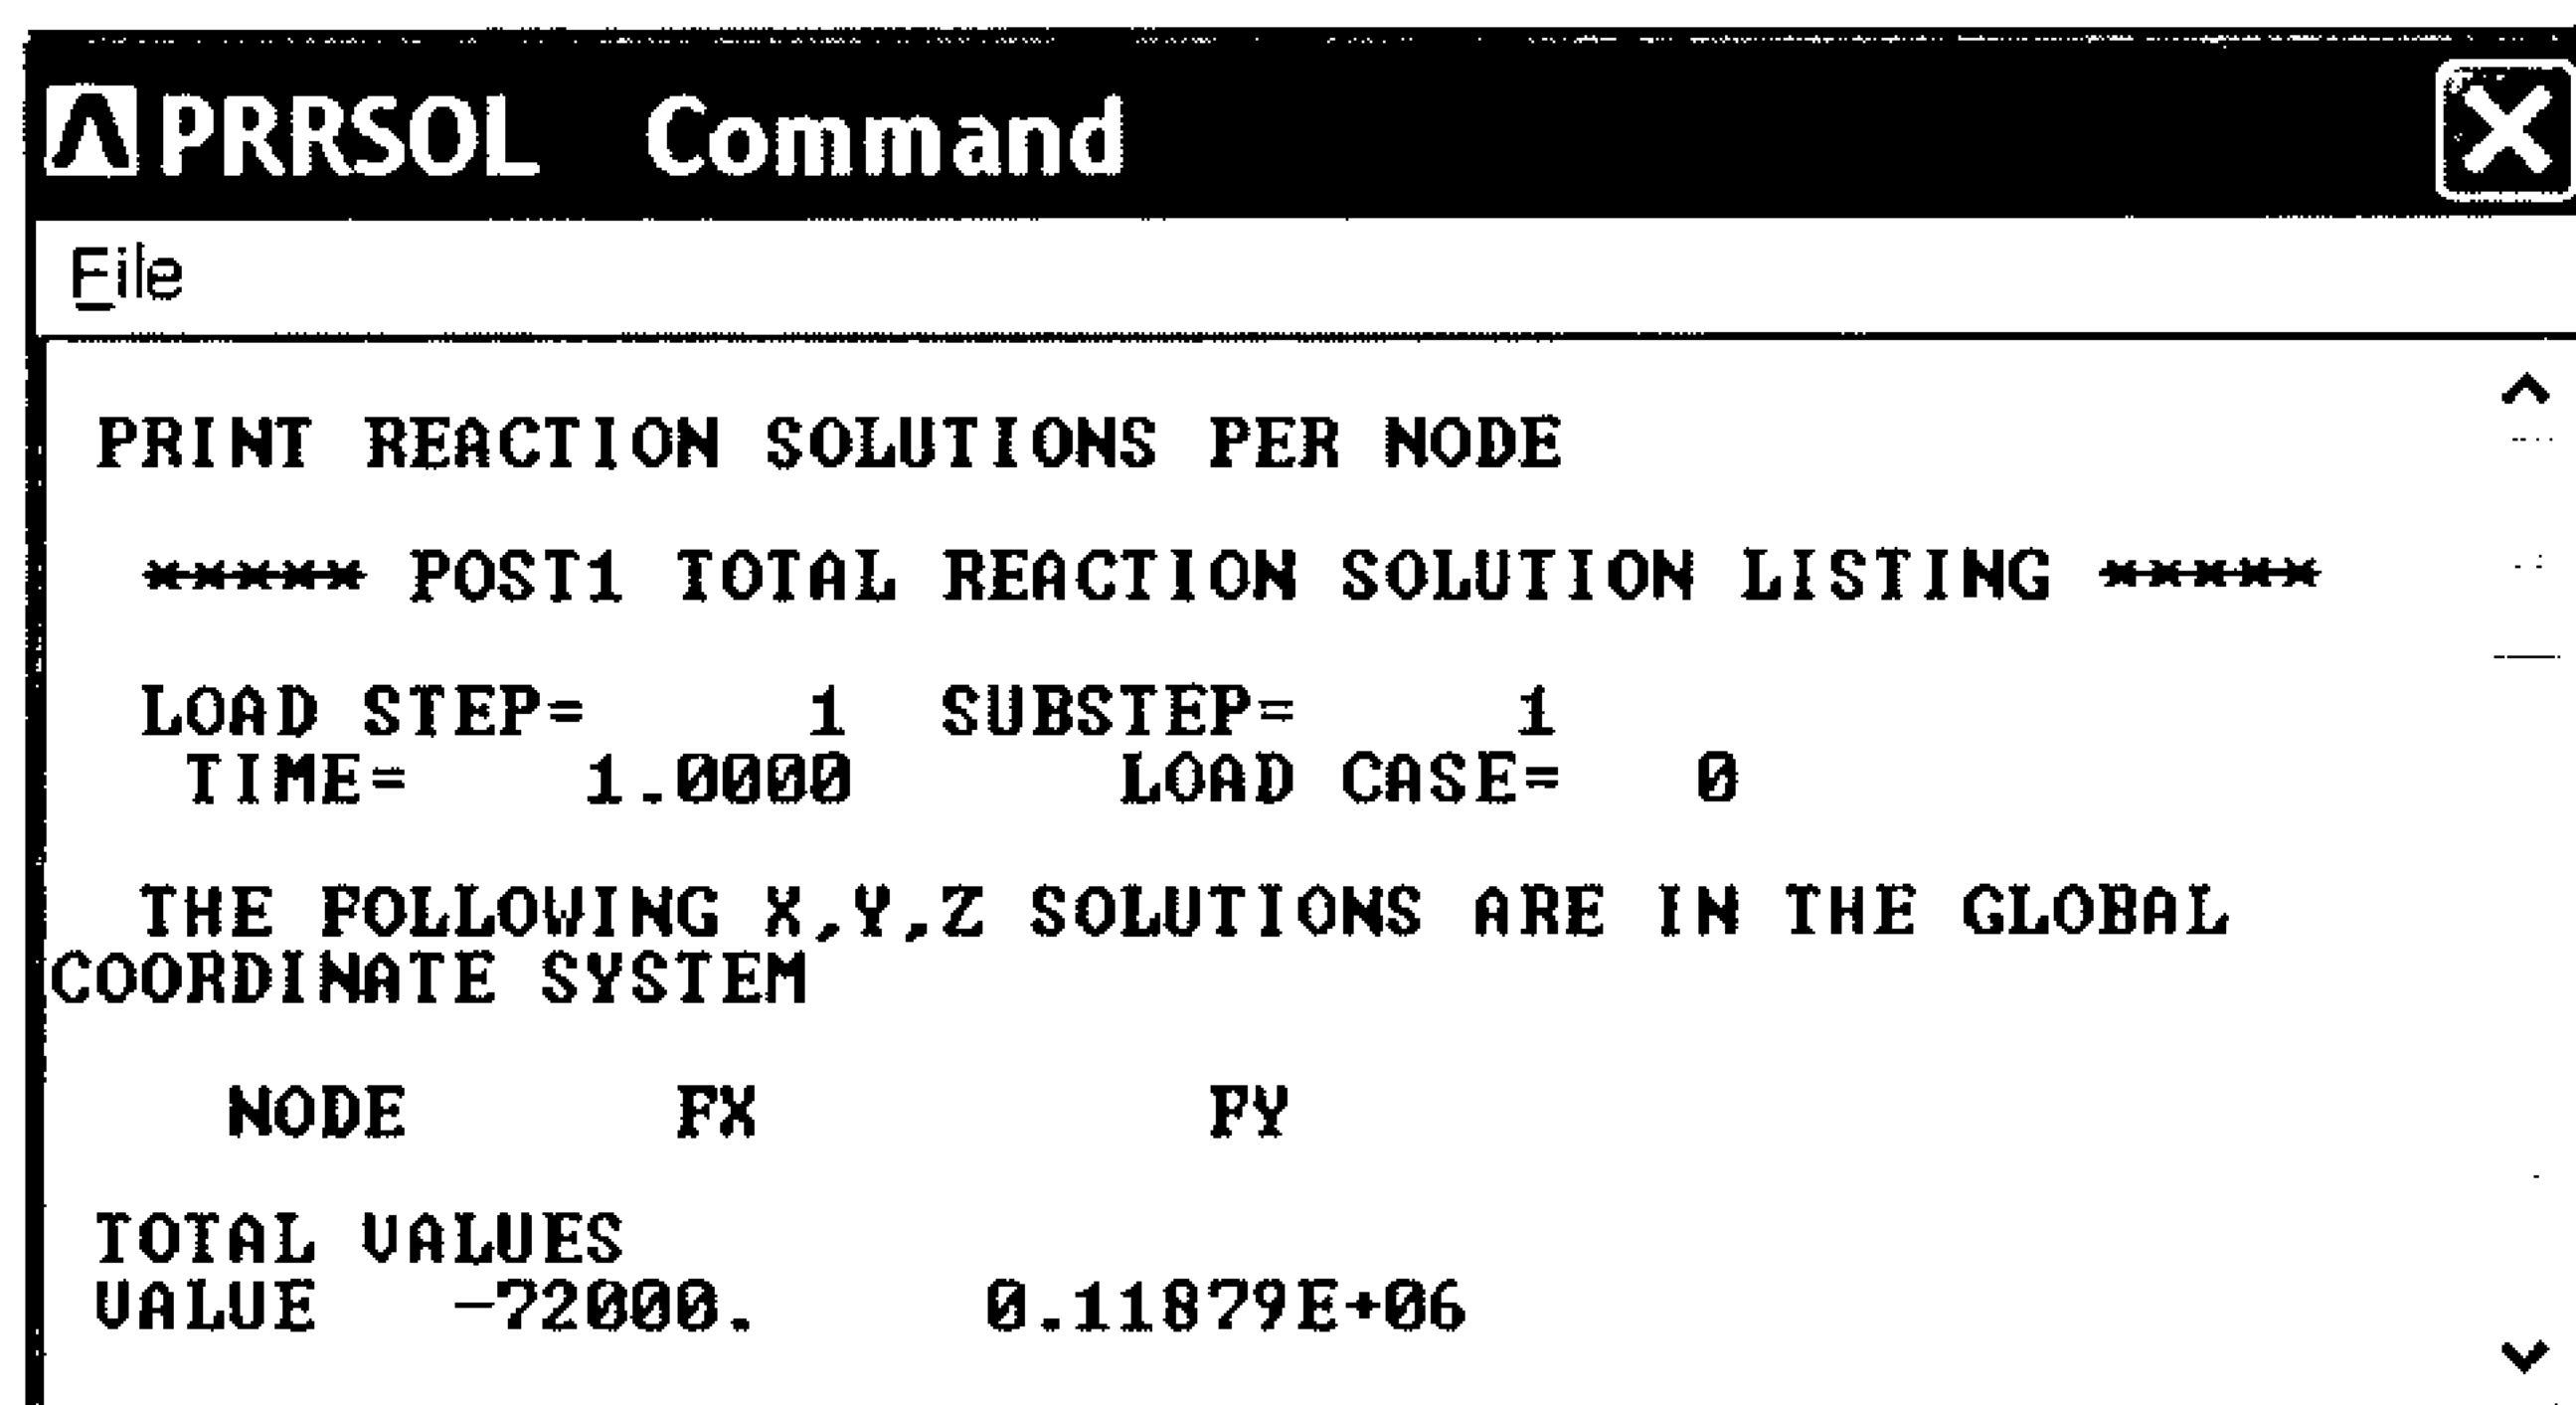 PRRSOL Command
File
PRINT REACTION SOLUTIONS PER NODE
***** POST1 TOTAL REACTION SOLUTION LISTING *****
LOAD STEP= 1 SUBSTEP= 1
TIME= 1.0000 LOAD CASE= 0
THE FOLLOWING X,Y,Z SOLUTIONS ARE IN THE GLOBAL
COORDINATE SYSTEM
NODE FX FY
TOTAL VALUES
VALUE -72000. 0.11879E+06